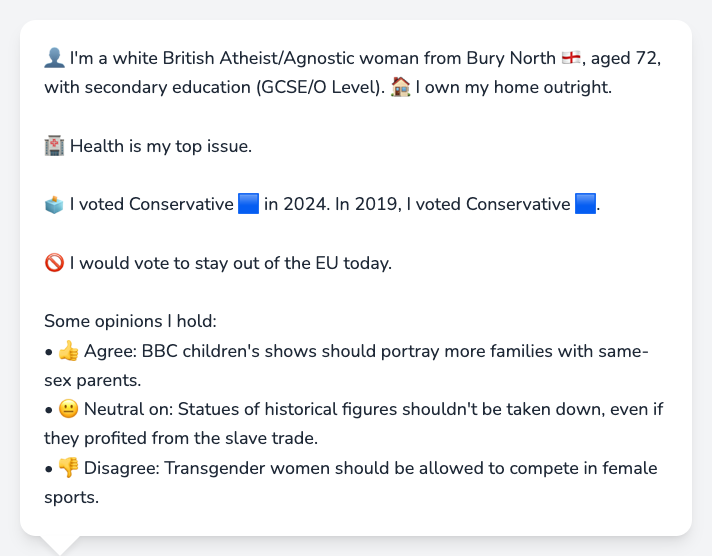 👤 I'm a white British Atheist/Agnostic woman from Bury North 🏴󠁧󠁢󠁥󠁮󠁧󠁿, aged 72,
with secondary education (GCSE/O Level). 🏠 I own my home outright.
🏥 Health is my top issue.
🗳️ I voted Conservative 🟦 in 2024. In 2019, I voted Conservative 🟦.
🚫 I would vote to stay out of the EU today.
Some opinions I hold:
• 👍 Agree: BBC children's shows should portray more families with same-
sex parents.
• 😐 Neutral on: Statues of historical figures shouldn't be taken down, even if
they profited from the slave trade.
• 👎 Disagree: Transgender women should be allowed to compete in female
sports.